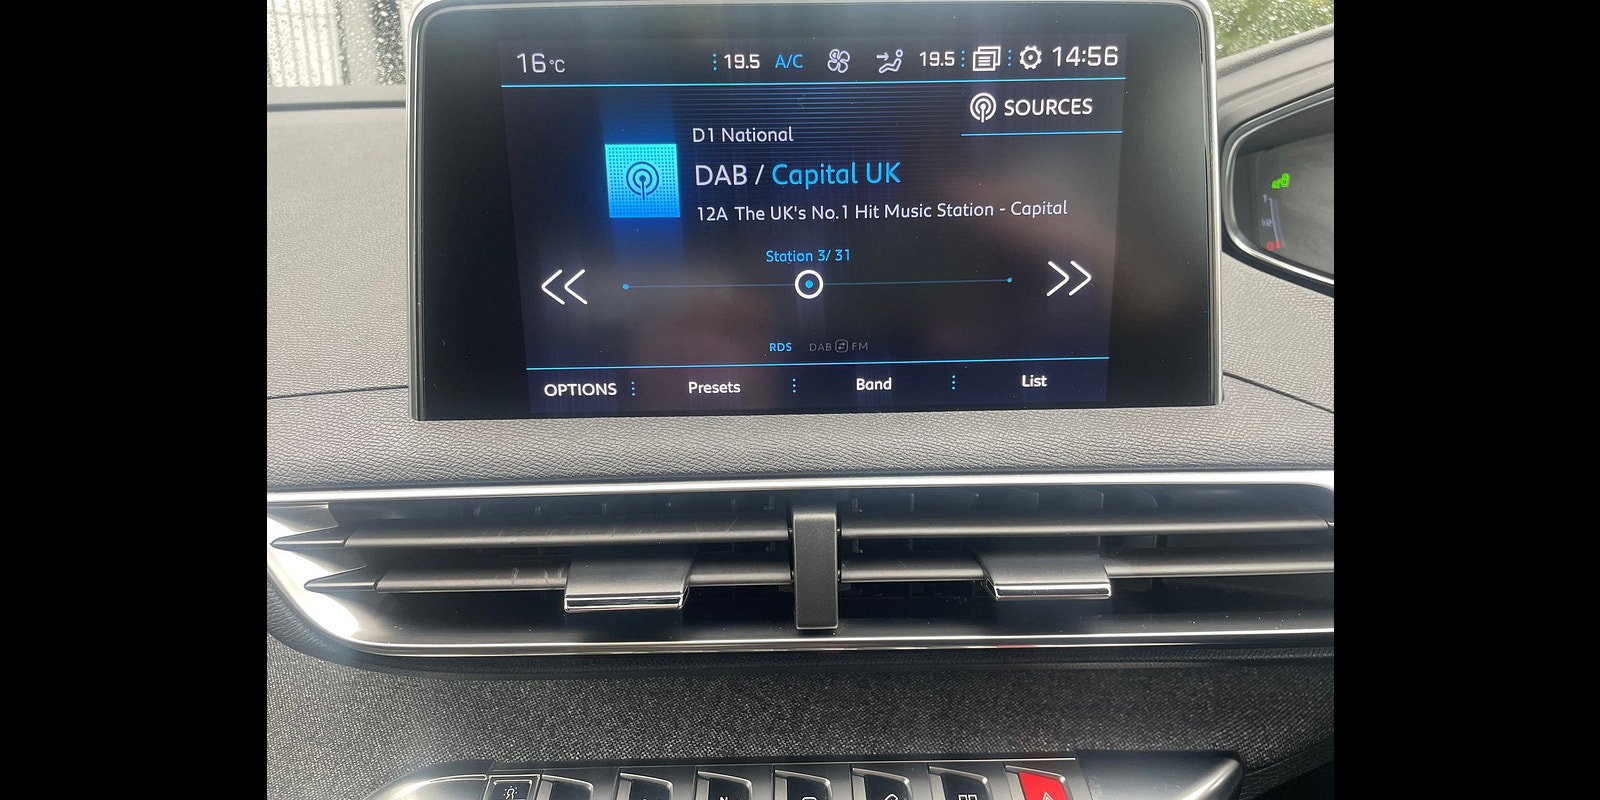 16°C 19.5 A/C 19.5 14:56
SOURCES
D1 National
DAB / Capital UK
12A The UK's No.1 Hit Music Station - Capital
Station 3/ 31
RDS DAB FM
OPTIONS Presets Band List